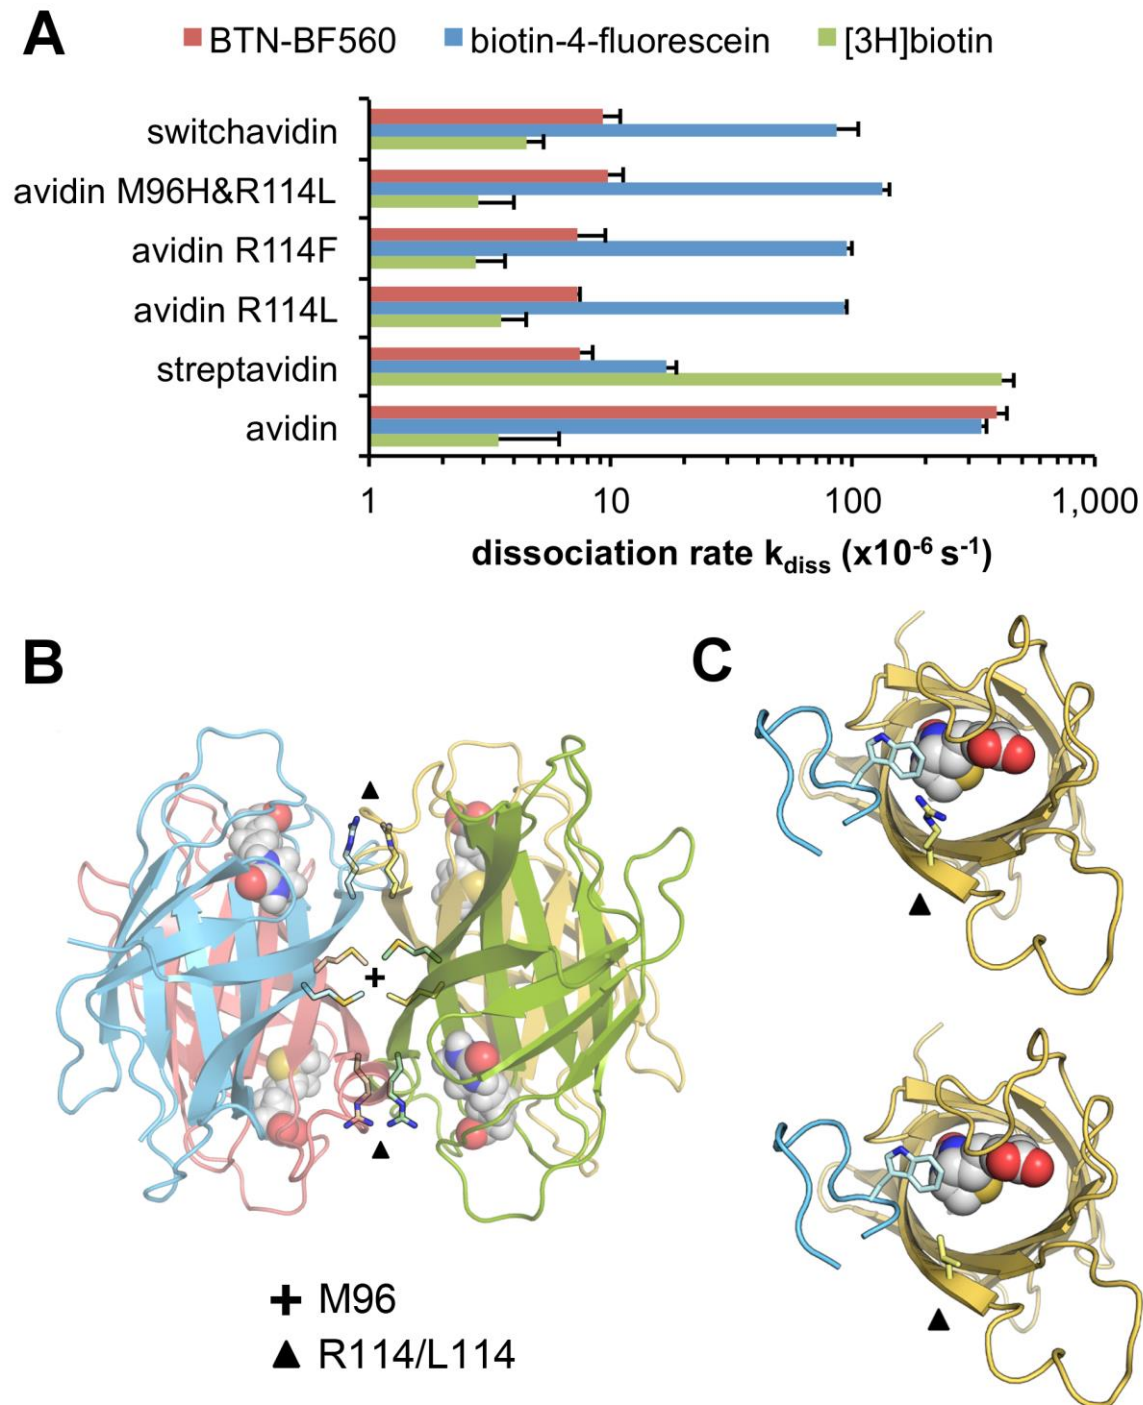 A
BTN-BF560 biotin-4-fluorescein [3H]biotin
switchavidin
avidin M96H&R114L
avidin R114F
avidin R114L
streptavidin
avidin
1 10 100 1,000
dissociation rate kdiss (x10-6 s-1)
B
C
M96
R114/L114